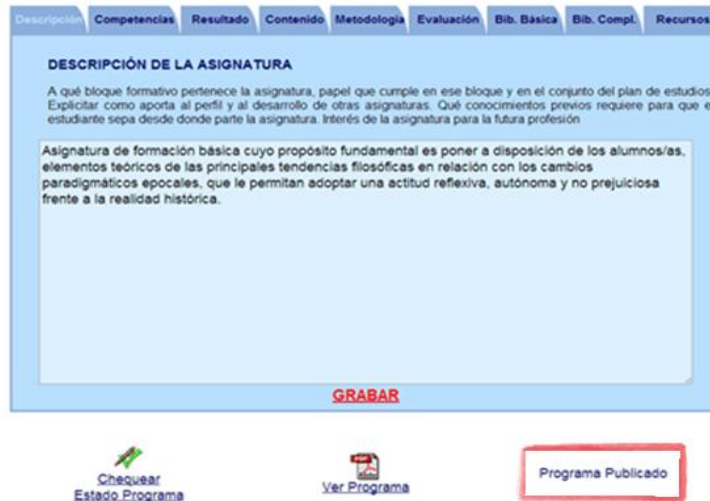 Descripción Competencias Resultado Contenido Metodología Evaluación Bib. Básica Bib. Compl. Recursos
DESCRIPCIÓN DE LA ASIGNATURA
A qué bloque formativo pertenece la asignatura, papel que cumple en ese bloque y en el conjunto del plan de estudios
Explicitar como aporta al perfil y al desarrollo de otras asignaturas. Qué conocimientos previos requiere para que e
estudiante sepa desde donde parte la asignatura. Interés de la asignatura para la futura profesión
Asignatura de formación básica cuyo propósito fundamental es poner a disposición de los alumnos/as,
elementos teóricos de las principales tendencias filosóficas en relación con los cambios
paradigmáticos epocales, que le permitan adoptar una actitud reflexiva, autónoma y no prejuiciosa
frente a la realidad histórica.
GRABAR
Chequear
Estado Programa
PDF
Ver Programa
Programa Publicado